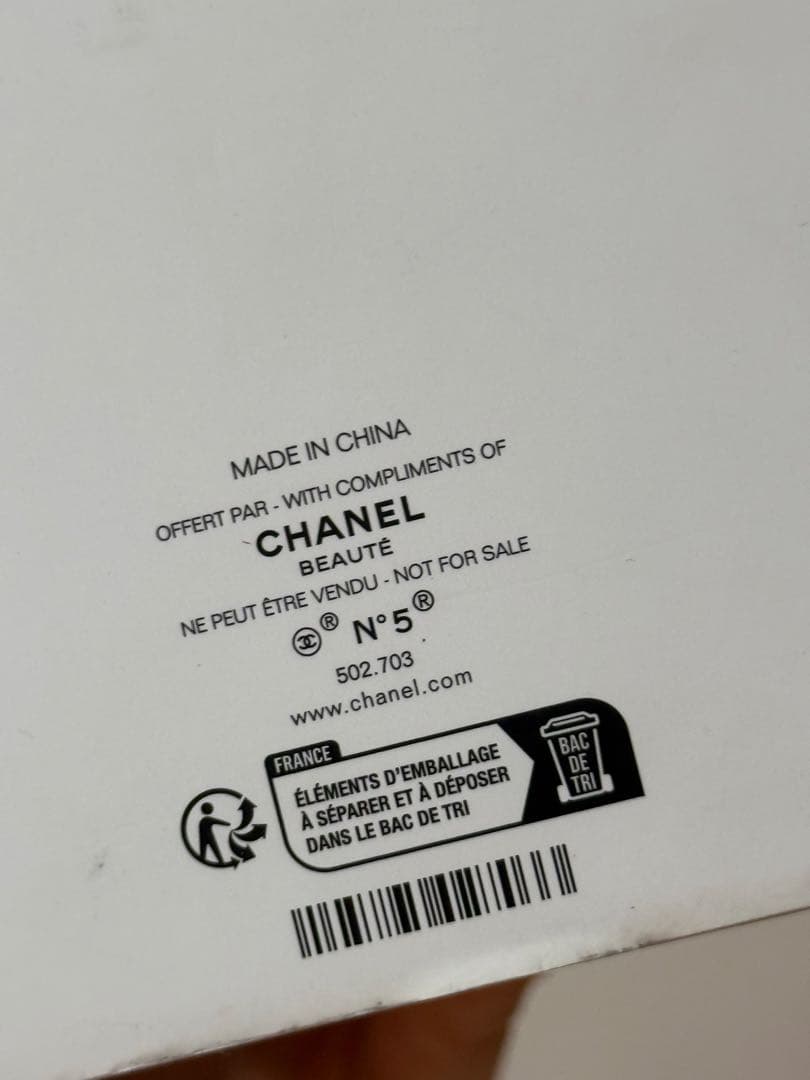 MADE IN CHINA
OFFERT PAR - WITH COMPLIMENTS OF
CHANEL
BEAUTÉ
NE PEUT ÊTRE VENDU - NOT FOR SALE
® N°5®
502.703
www.chanel.com
FRANCE
ÉLÉMENTS D'EMBALLAGE
À SÉPARER ET À DÉPOSER
DANS LE BAC DE TRI
BAC
DE
TRI